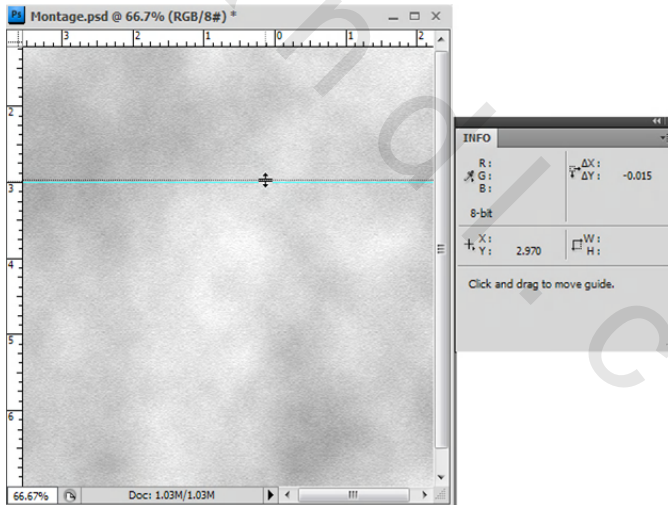 Ps Montage.psd @ 66.7% (RGB/8#) *
3 2 1 0 1 2
2
3
4
5
6
66.67% Doc: 1.03M/1.03M
INFO
R: ΔX:
G: ΔY: -0.015
B:
8-bit
X: W:
Y: 2.970 H:
Click and drag to move guide.